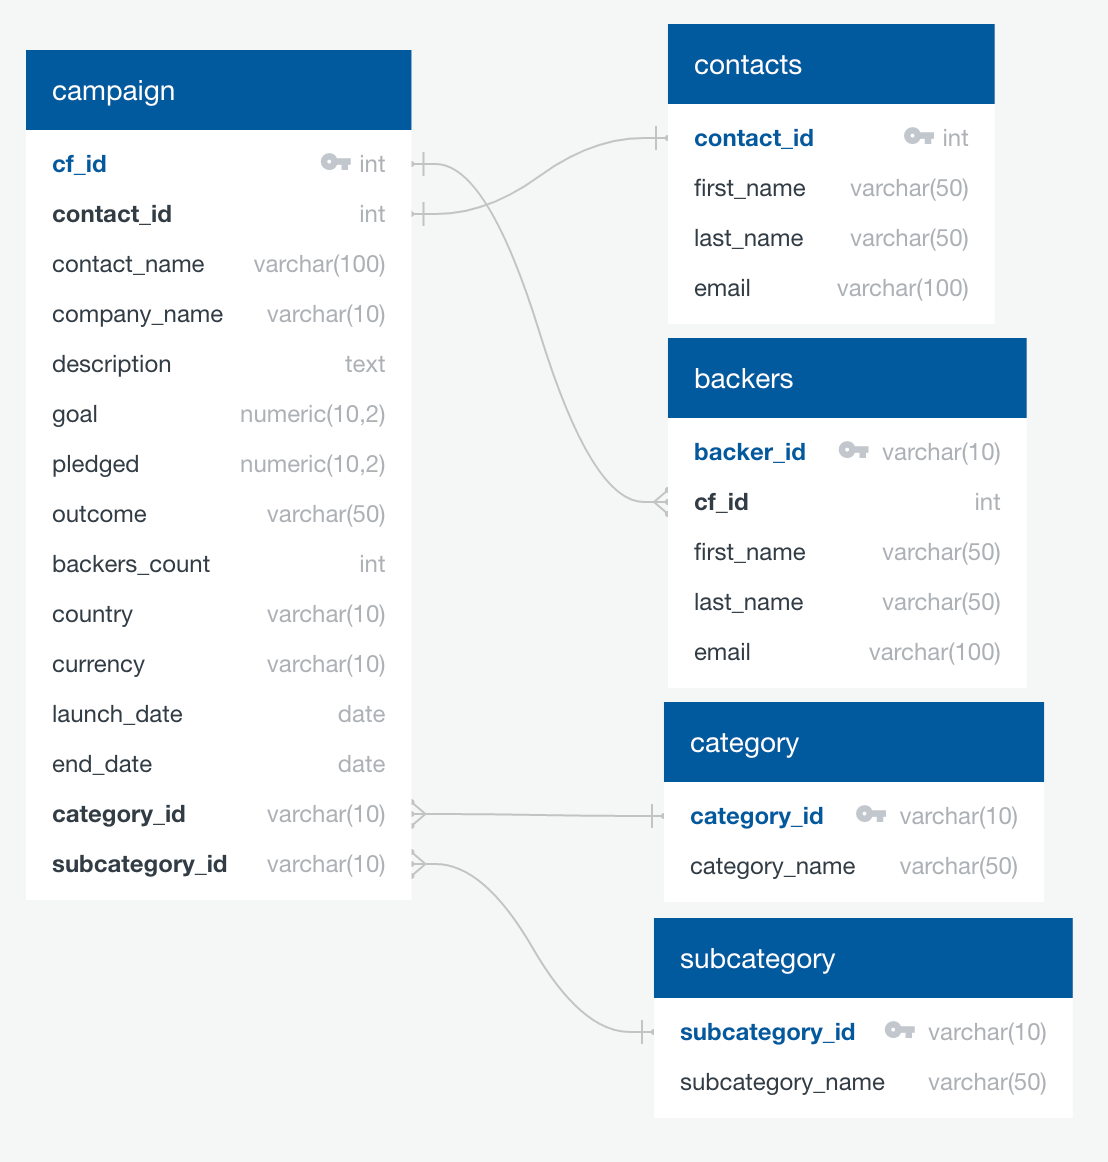 campaign
cf_id int
contact_id int
contact_name varchar(100)
company_name varchar(10)
description text
goal numeric(10,2)
pledged numeric(10,2)
outcome varchar(50)
backers_count int
country varchar(10)
currency varchar(10)
launch_date date
end_date date
category_id varchar(10)
subcategory_id varchar(10)
contacts
contact_id int
first_name varchar(50)
last_name varchar(50)
email varchar(100)
backers
backer_id varchar(10)
cf_id int
first_name varchar(50)
last_name varchar(50)
email varchar(100)
category
category_id varchar(10)
category_name varchar(50)
subcategory
subcategory_id varchar(10)
subcategory_name varchar(50)